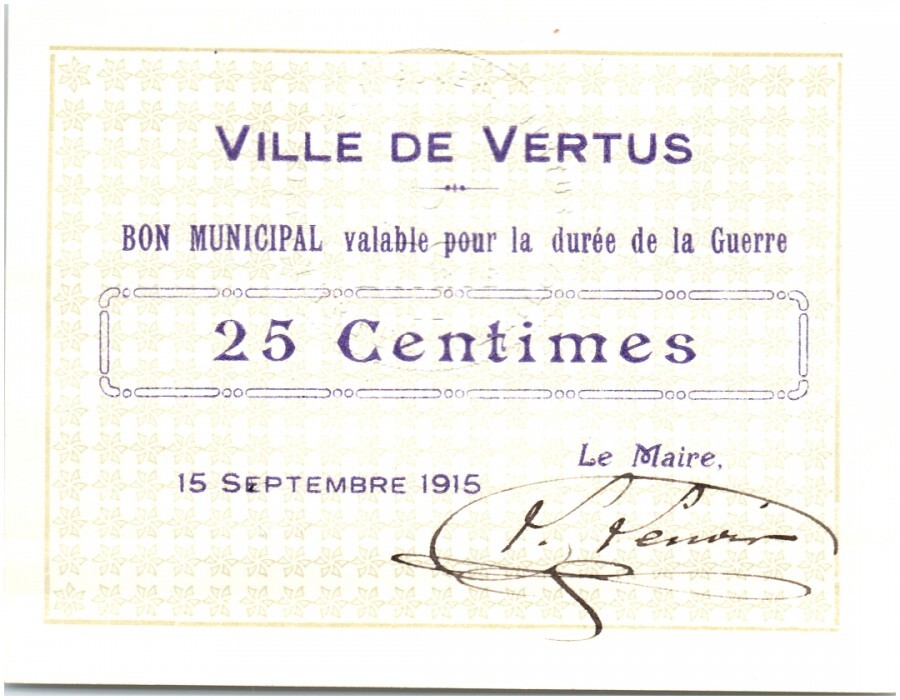 VILLE DE VERTUS
BON MUNICIPAL valable pour la durée de la Guerre
25 Centimes
Le Maire,
15 SEPTEMBRE 1915